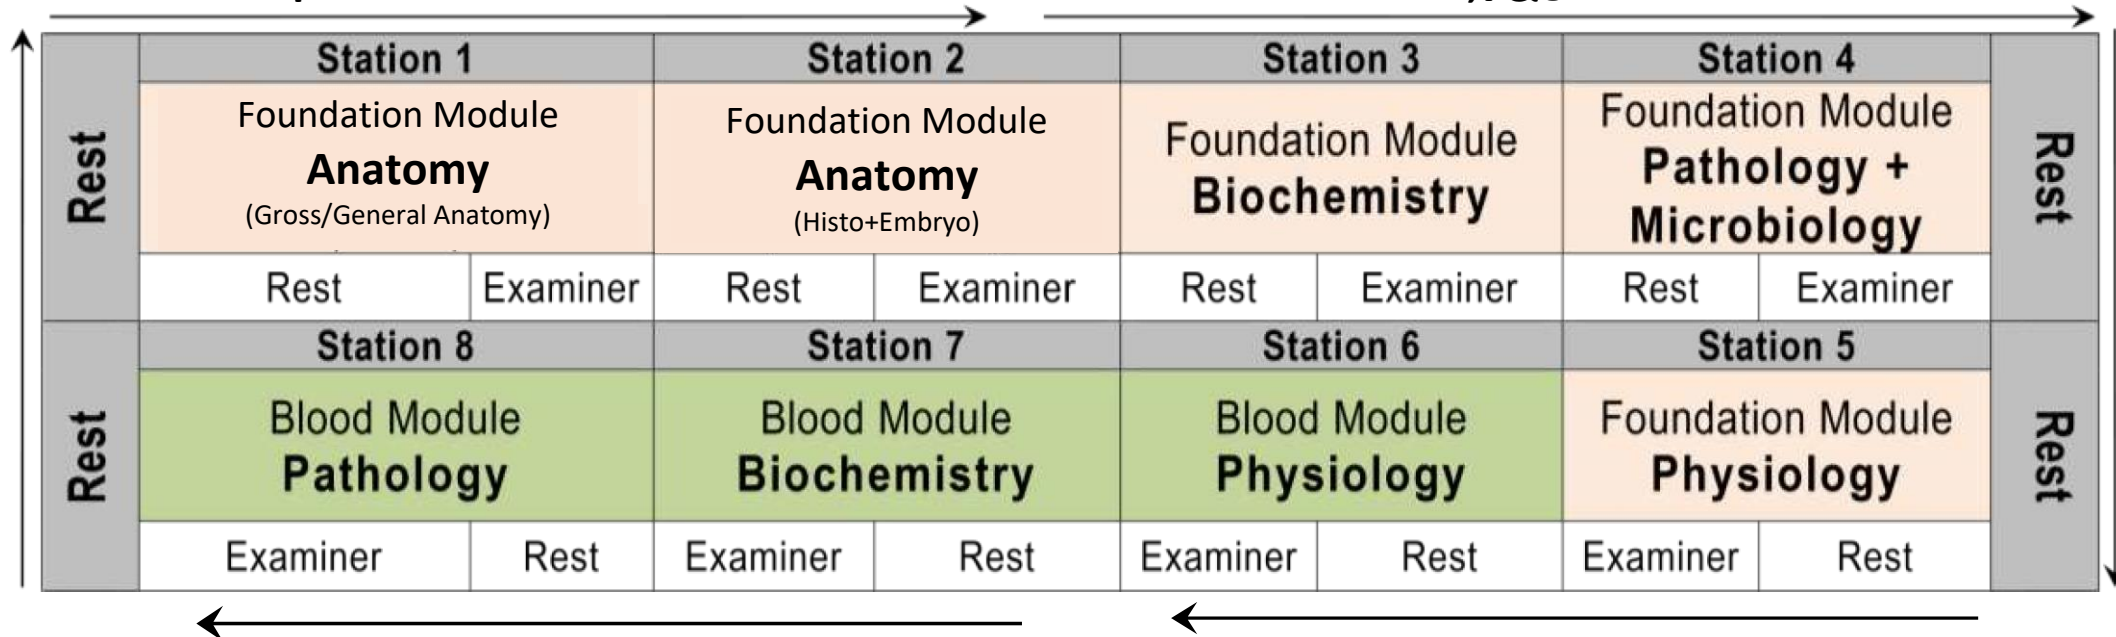 Station 1
Station 2
Station 3
Station 4
Rest
Foundation Module
Anatomy
(Gross/General Anatomy)
Foundation Module
Anatomy
(Histo+Embryo)
Foundation Module
Biochemistry
Foundation Module
Pathology +
Microbiology
Rest
Rest
Examiner
Rest
Examiner
Rest
Examiner
Rest
Examiner
Station 8
Station 7
Station 6
Station 5
Rest
Blood Module
Pathology
Blood Module
Biochemistry
Blood Module
Physiology
Foundation Module
Physiology
Rest
Examiner
Rest
Examiner
Rest
Examiner
Rest
Examiner
Rest